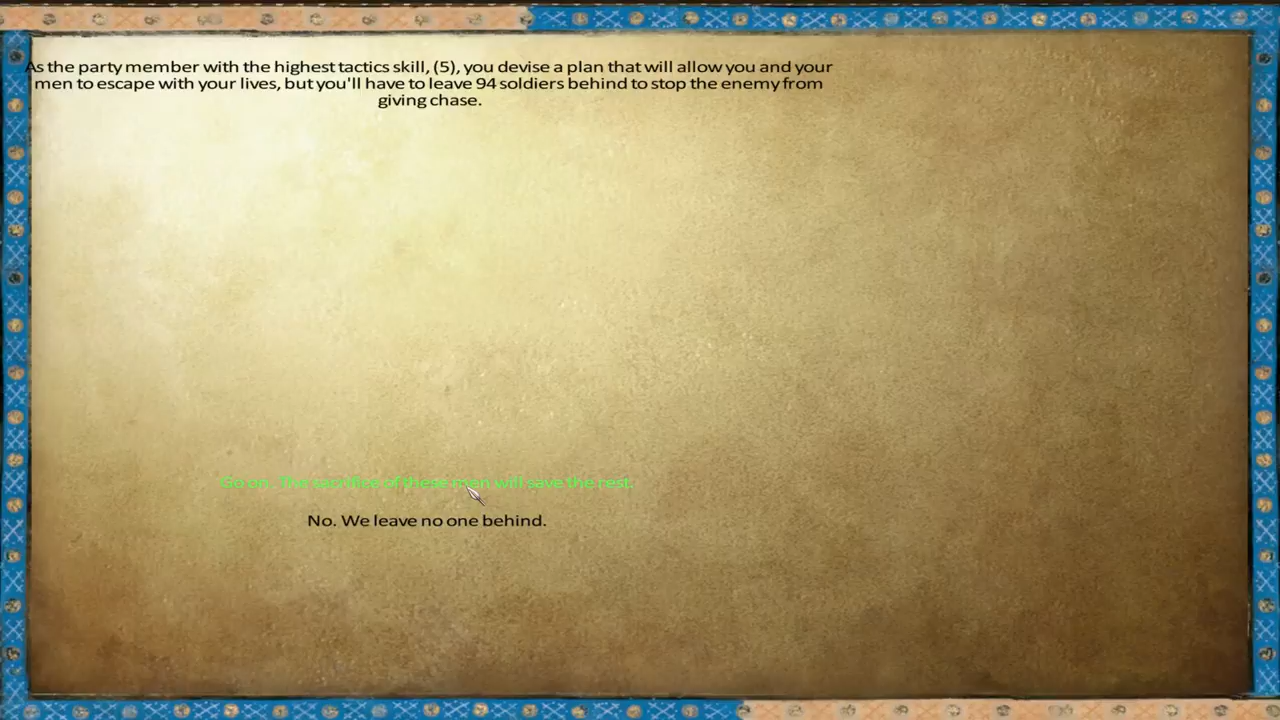 As the party member with the highest tactics skill, (5), you devise a plan that will allow you and your
men to escape with your lives, but you'll have to leave 94 soldiers behind to stop the enemy from
giving chase.
Go on. The sacrifice of these men will save the rest.
No. We leave no one behind.